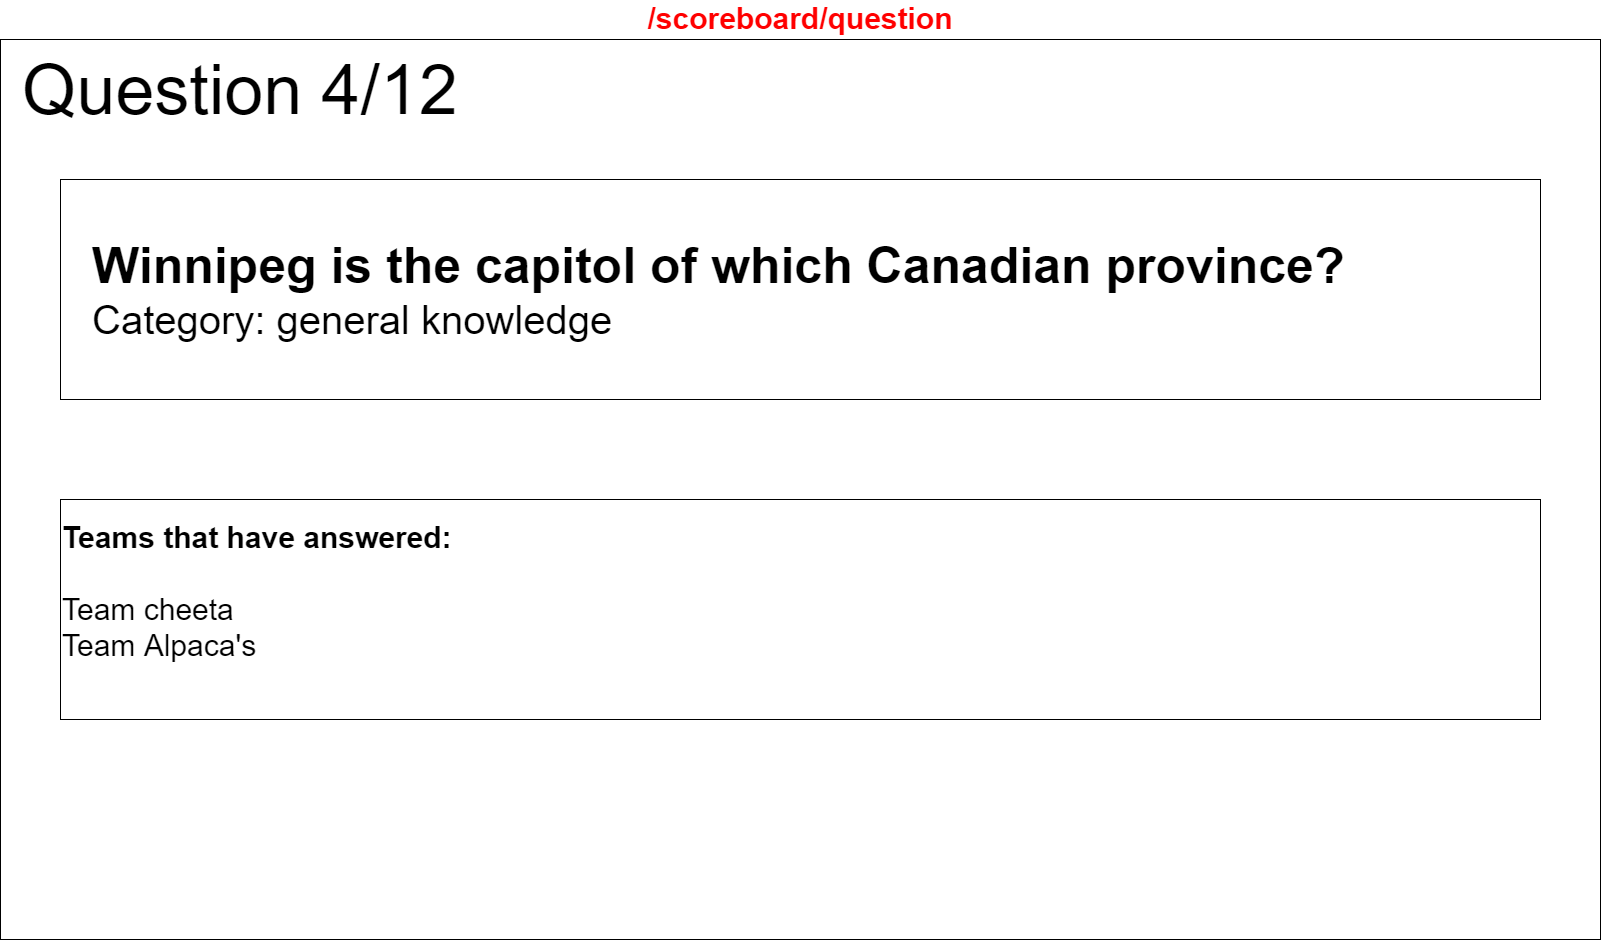 /scoreboard/question
Question 4/12
Winnipeg is the capitol of which Canadian province?
Category: general knowledge
Teams that have answered:
Team cheeta
Team Alpaca's